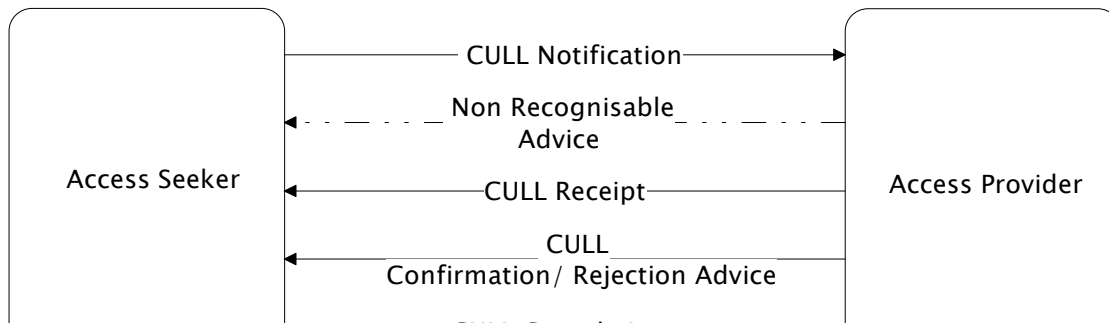 CULL Notification
Non Recognisable
Advice
Access Seeker
Access Provider
CULL Receipt
CULL
Confirmation/ Rejection Advice